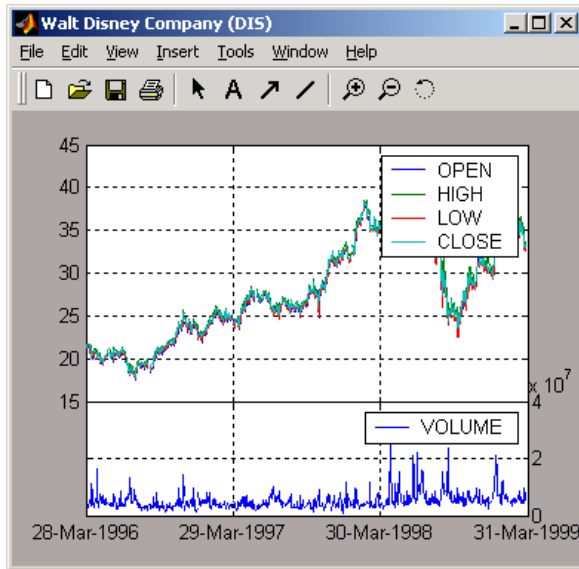 Walt Disney Company (DIS)
File Edit View Insert Tools Window Help
A
45
40
35
30
25
20
15
OPEN
HIGH
LOW
CLOSE
x 10^7
4
2
0
VOLUME
28-Mar-1996 29-Mar-1997 30-Mar-1998 31-Mar-1999